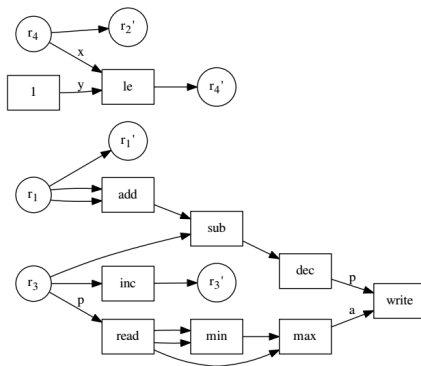 r₂'
r₄
x
1
y
le
r₄'
r₁'
r₁
add
sub
r₃
inc
r₃'
dec
p
write
p
a
read
min
max